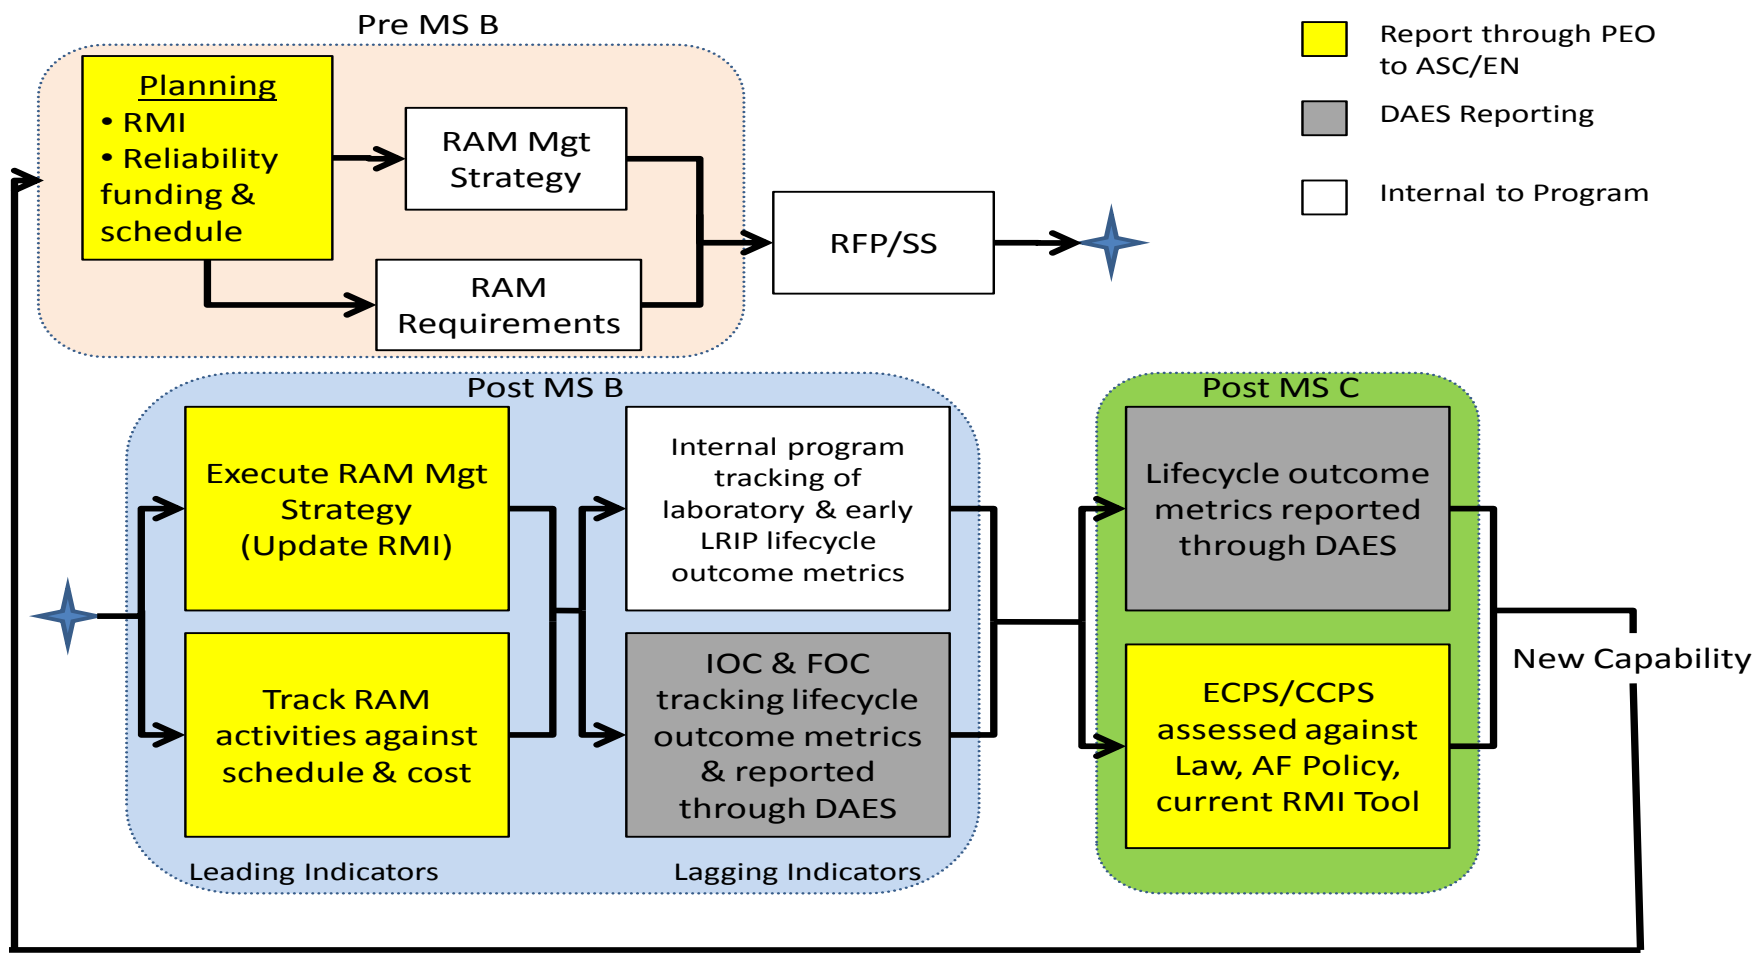 Pre MS B
Planning
• RMI
• Reliability
funding &
schedule
RAM Mgt
Strategy
RAM
Requirements
RFP/SS
Report through PEO
to ASC/EN
DAES Reporting
Internal to Program
Post MS B
Execute RAM Mgt
Strategy
(Update RMI)
Track RAM
activities against
schedule & cost
Leading Indicators
Internal program
tracking of
laboratory & early
LRIP lifecycle
outcome metrics
IOC & FOC
tracking lifecycle
outcome metrics
& reported
through DAES
Lagging Indicators
Post MS C
Lifecycle outcome
metrics reported
through DAES
ECPS/CCPS
assessed against
Law, AF Policy,
current RMI Tool
New Capability